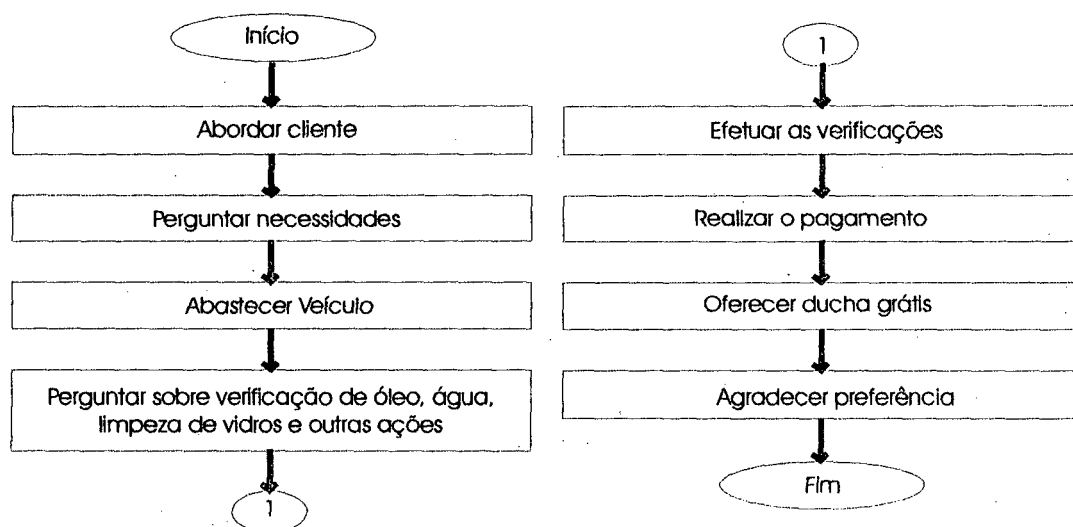 Início
Abordar cliente
Perguntar necessidades
Abastecer Veículo
Perguntar sobre verificação de óleo, água,
limpeza de vidros e outras ações
1
1
Efetuar as verificações
Realizar o pagamento
Oferecer ducha grátis
Agradecer preferência
Fim